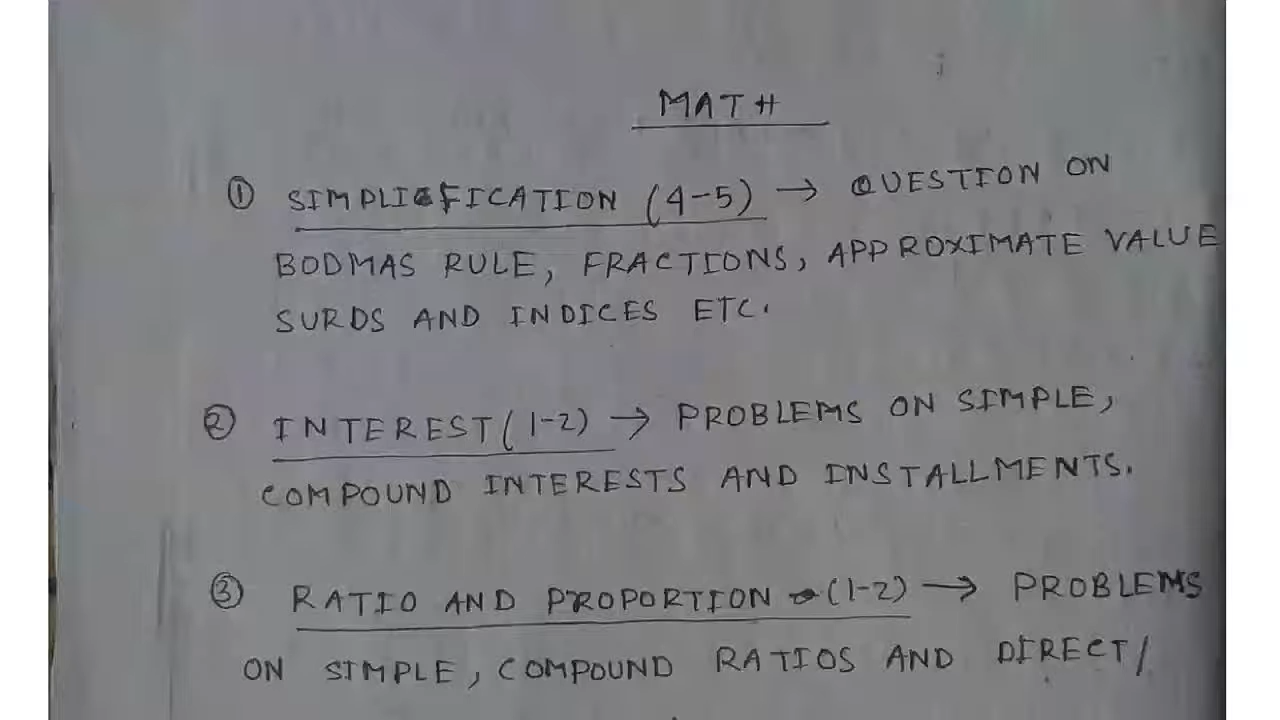 MATH
① SIMPLIFICATION (4-5) → QUESTION ON
BODMAS RULE, FRACTIONS, APPROXIMATE VALUE
SURDS AND INDICES ETC.
② INTEREST (1-2) → PROBLEMS ON SIMPLE,
COMPOUND INTERESTS AND INSTALLMENTS.
③ RATIO AND PROPORTION (1-2) → PROBLEMS
ON SIMPLE, COMPOUND RATIOS AND DIRECT/